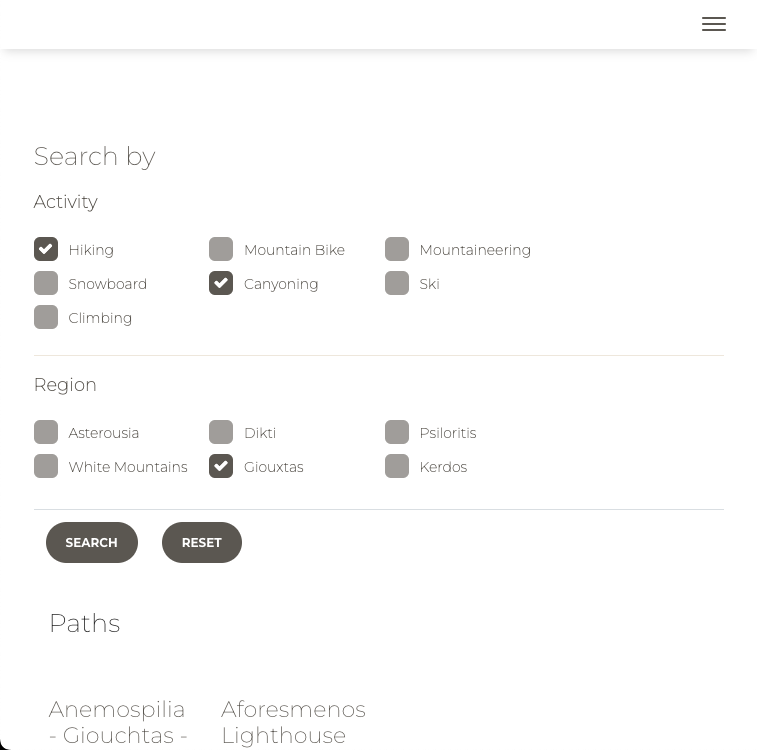 Search by
Activity
Hiking
Mountain Bike
Mountaineering
Snowboard
Canyoning
Ski
Climbing
Region
Asterousia
Dikti
Psiloritis
White Mountains
Giouxtas
Kerdos
SEARCH
RESET
Paths
Anemospilia
- Giouchtas -
Aforesmenos
Lighthouse